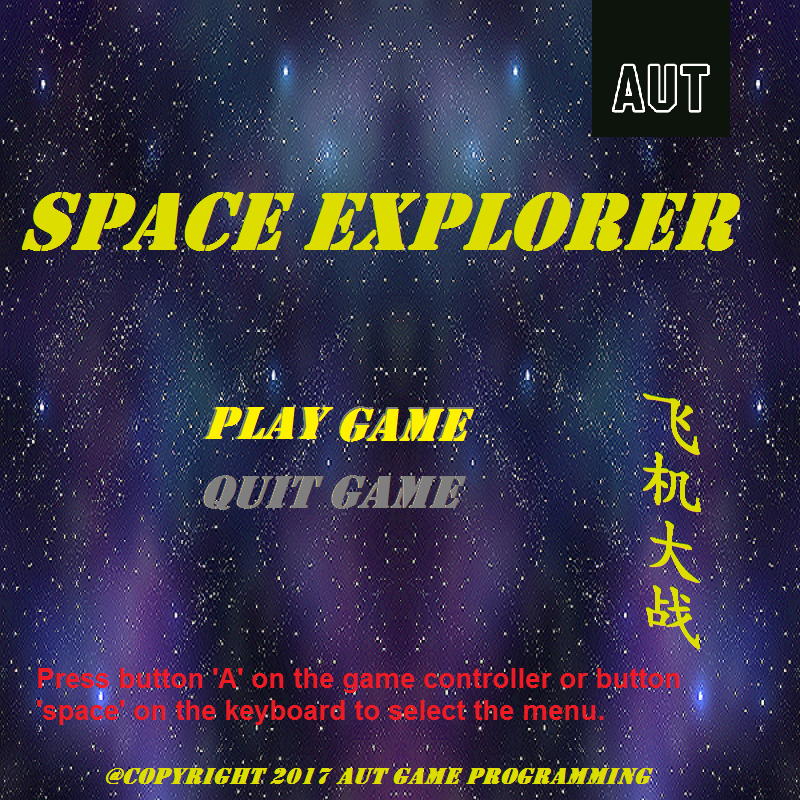 AUT
SPACE EXPLORER
PLAY GAME
QUIT GAME
飞机大战
Press button 'A' on the game controller or button
'space' on the keyboard to select the menu.
@COPYRIGHT 2017 AUT GAME PROGRAMMING